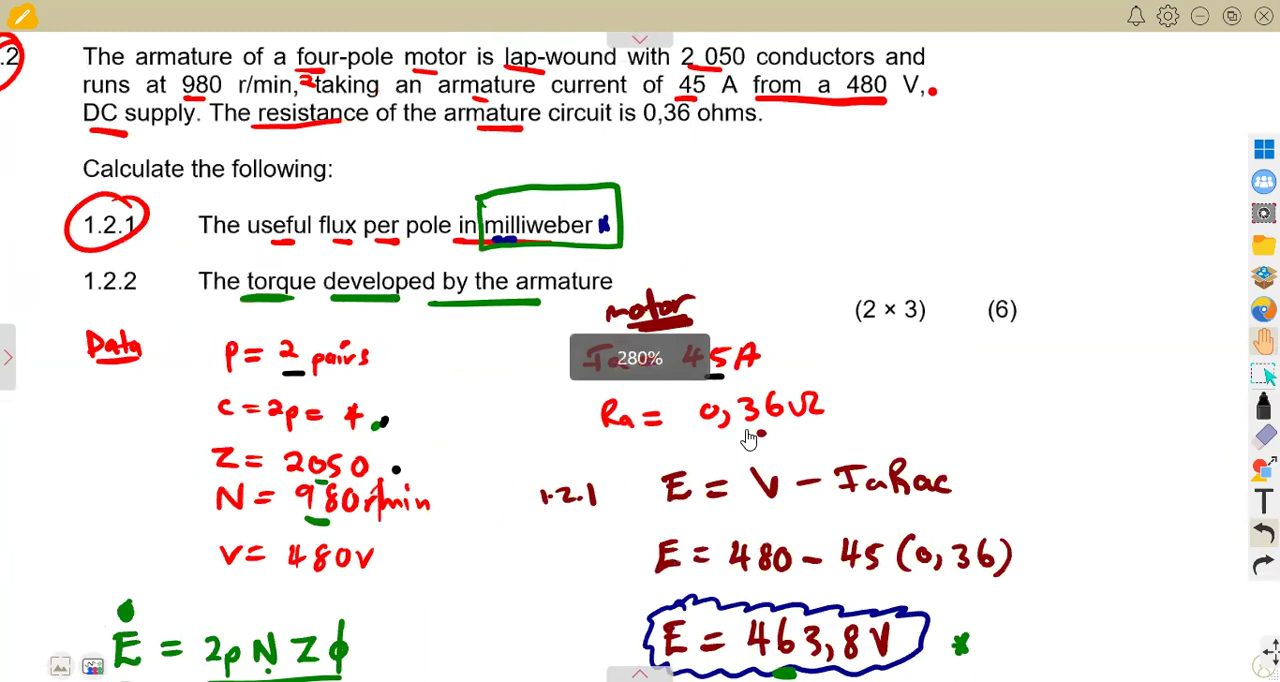 .2
The armature of a four-pole motor is lap-wound with 2 050 conductors and
runs at 980 r/min, taking an armature current of 45 A from a 480 V,
DC supply. The resistance of the armature circuit is 0,36 ohms.
Calculate the following:
1.2.1 The useful flux per pole in milliweber
1.2.2 The torque developed by the armature
(2 × 3) (6)
motor
Data
P = 2 pairs
Ia = 45A
280%
C = 2p = 4
Ra = 0,36Ω
Z = 2050
N = 980r/min
1.2.1 E = V - IaRac
V = 480V
E = 480 - 45 (0,36)
E = 2pNZϕ
E = 463,8V
T